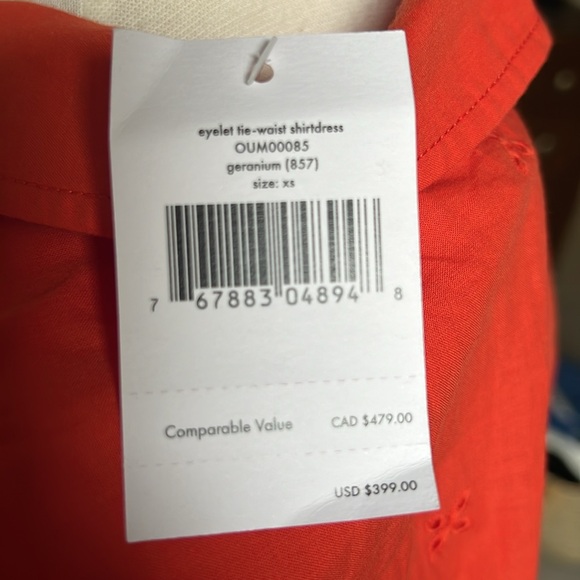 eyelet tie-waist shirtdress
OUM00085
geranium (857)
size: xs
7 67883 04894 8
Comparable Value CAD $479.00
USD $399.00